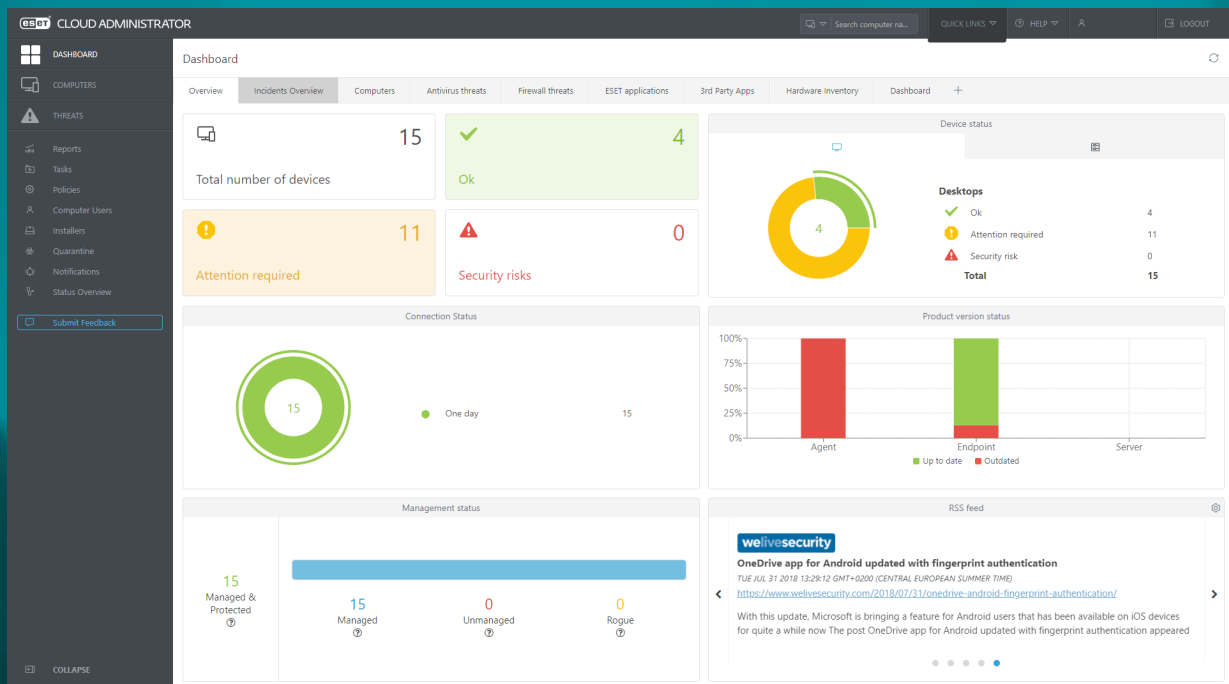 eset CLOUD ADMINISTRATOR
Search computer na...
QUICK LINKS
HELP
LOGOUT
DASHBOARD
COMPUTERS
THREATS
Reports
Tasks
Policies
Computer Users
Installers
Quarantine
Notifications
Status Overview
Submit Feedback
COLLAPSE
Dashboard
Overview
Incidents Overview
Computers
Antivirus threats
Firewall threats
ESET applications
3rd Party Apps
Hardware Inventory
Dashboard
15
Total number of devices
4
Ok
11
Attention required
0
Security risks
Device status
4
Desktops
Ok 4
Attention required 11
Security risk 0
Total 15
Connection Status
15
One day 15
Product version status
100%
75%
50%
25%
0%
Agent Endpoint Server
Up to date Outdated
Management status
15
Managed &
Protected
15
Managed
0
Unmanaged
0
Rogue
RSS feed
welivesecurity
OneDrive app for Android updated with fingerprint authentication
TUE JUL 31 2018 13:29:12 GMT+0200 (CENTRAL EUROPEAN SUMMER TIME)
https://www.welivesecurity.com/2018/07/31/onedrive-android-fingerprint-authentication/
With this update, Microsoft is bringing a feature for Android users that has been available on iOS devices
for quite a while now The post OneDrive app for Android updated with fingerprint authentication appeared